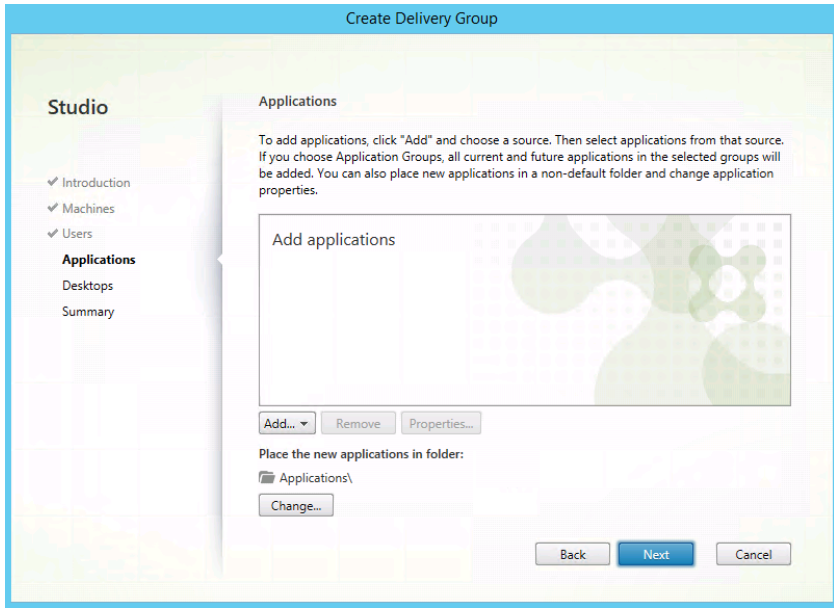 Create Delivery Group
Studio
Introduction
Machines
Users
Applications
Desktops
Summary
Applications
To add applications, click "Add" and choose a source. Then select applications from that source.
If you choose Application Groups, all current and future applications in the selected groups will
be added. You can also place new applications in a non-default folder and change application
properties.
Add applications
Add...
Remove
Properties...
Place the new applications in folder:
Applications\
Change...
Back
Next
Cancel